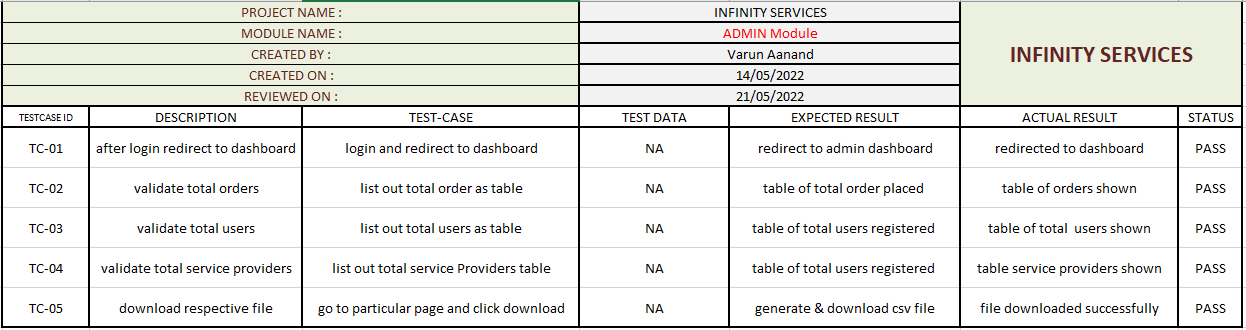 PROJECT NAME : INFINITY SERVICES
MODULE NAME : ADMIN Module
CREATED BY : Varun Aanand
CREATED ON : 14/05/2022
REVIEWED ON : 21/05/2022
INFINITY SERVICES
TESTCASE ID DESCRIPTION TEST-CASE TEST DATA EXPECTED RESULT ACTUAL RESULT STATUS
TC-01 after login redirect to dashboard login and redirect to dashboard NA redirect to admin dashboard redirected to dashboard PASS
TC-02 validate total orders list out total order as table NA table of total order placed table of orders shown PASS
TC-03 validate total users list out total users as table NA table of total users registered table of total users shown PASS
TC-04 validate total service providers list out total service Providers table NA table of total users registered table service providers shown PASS
TC-05 download respective file go to particular page and click download NA generate & download csv file file downloaded successfully PASS